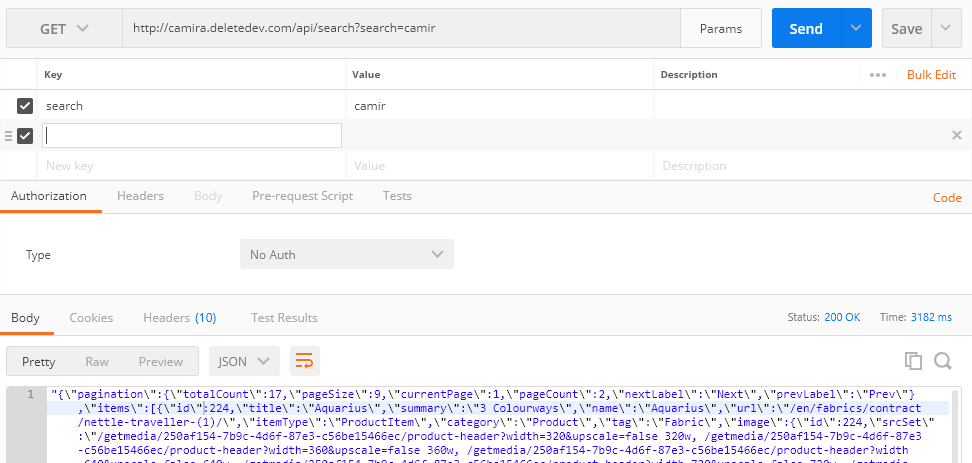 GET http://camira.deletedev.com/api/search?search=camir Params Send Save
Key Value Description ••• Bulk Edit
search camir
New key Value Description
Authorization Headers Body Pre-request Script Tests Code
Type No Auth
Body Cookies Headers (10) Test Results Status: 200 OK Time: 3182 ms
Pretty Raw Preview JSON
1 "{\"pagination\":{\"totalCount\":17,\"pageSize\":9,\"currentPage\":1,\"pageCount\":2,\"nextLabel\":\"Next\",\"prevLabel\":\"Prev\"}
,\"items\":[{\"id\":224,\"title\":\"Aquarius\",\"summary\":\"3 Colourways\",\"name\":\"Aquarius\",\"url\":\"/en/fabrics/contract
/nettle-traveller-(1)/\",\"itemType\":\"ProductItem\",\"category\":\"Product\",\"tag\":\"Fabric\",\"image\":{\"id\":224,\"srcSet
\":\"/getmedia/250af154-7b9c-4d6f-87e3-c56be15466ec/product-header?width=320&upscale=false 320w, /getmedia/250af154-7b9c-4d6f-87e3
-c56be15466ec/product-header?width=360&upscale=false 360w, /getmedia/250af154-7b9c-4d6f-87e3-c56be15466ec/product-header?width